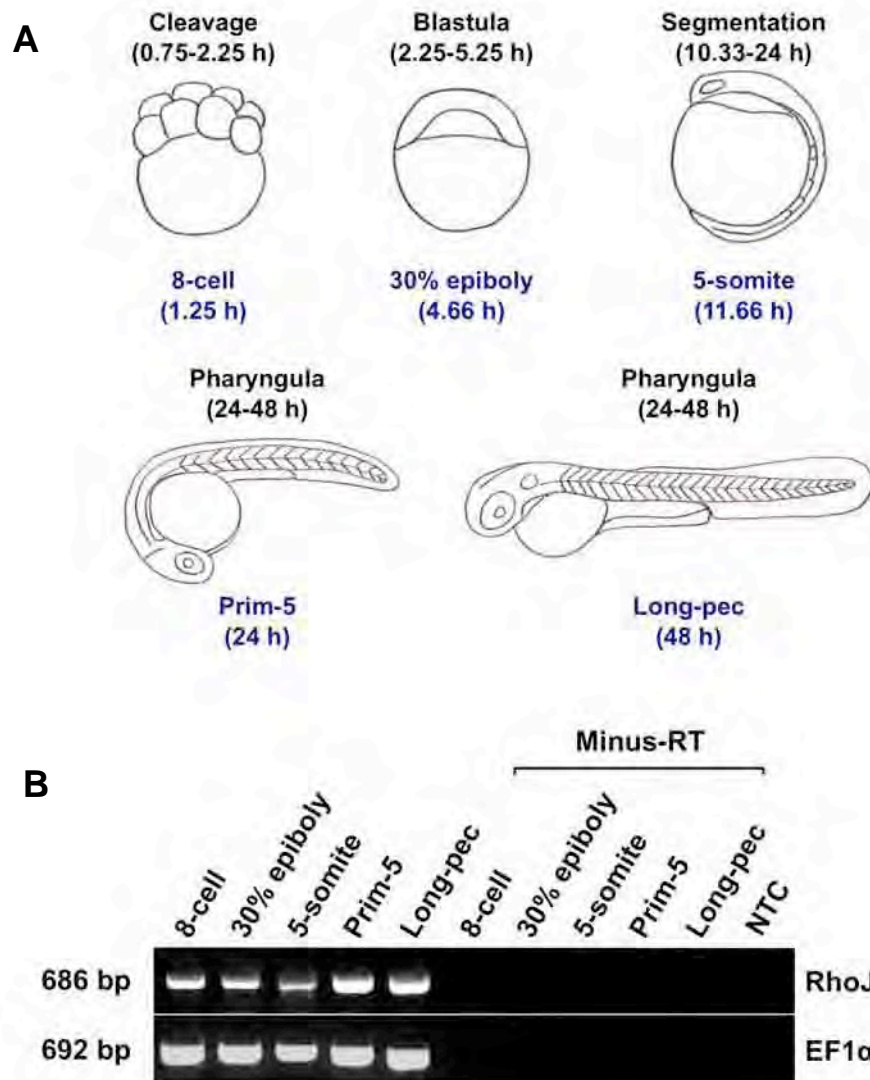 A
Cleavage
(0.75-2.25 h)
Blastula
(2.25-5.25 h)
Segmentation
(10.33-24 h)
8-cell
(1.25 h)
30% epiboly
(4.66 h)
5-somite
(11.66 h)
Pharyngula
(24-48 h)
Pharyngula
(24-48 h)
Prim-5
(24 h)
Long-pec
(48 h)
B
Minus-RT
8-cell
30% epiboly
5-somite
Prim-5
Long-pec
8-cell
30% epiboly
5-somite
Prim-5
Long-pec
NTC
686 bp
RhoJ
692 bp
EF1α